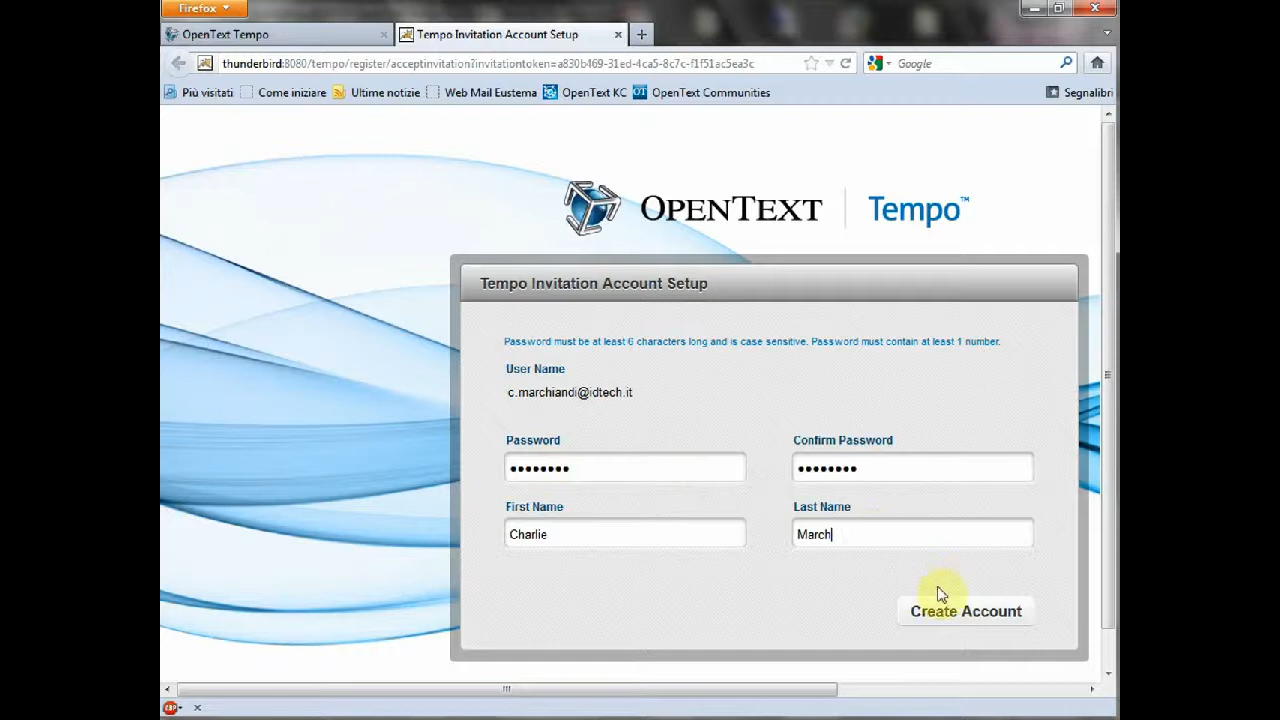 Firefox
OpenText Tempo
Tempo Invitation Account Setup
thunderbird:8080/tempo/register/acceptinvitation?invitationtoken=a830b469-31ed-4ca5-8c7c-f1f51ac5ea3c
Google
Più visitati
Come iniziare
Ultime notizie
Web Mail Eustema
OpenText KC
OpenText Communities
Segnalibri
OPENTEXT
Tempo™
Tempo Invitation Account Setup
Password must be at least 6 characters long and is case sensitive. Password must contain at least 1 number.
User Name
c.marchiandi@idtech.it
Password
Confirm Password
••••••••
••••••••
First Name
Last Name
Charlie
March
Create Account
ABP